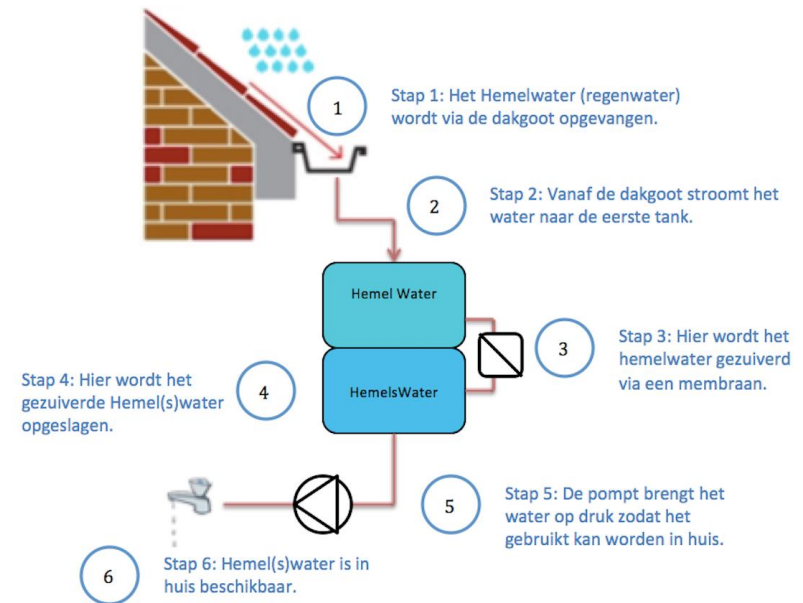 1
Stap 1: Het Hemelwater (regenwater)
wordt via de dakgoot opgevangen.
2
Stap 2: Vanaf de dakgoot stroomt het
water naar de eerste tank.
Hemel Water
3
Stap 3: Hier wordt het
hemelwater gezuiverd
via een membraan.
HemelsWater
Stap 4: Hier wordt het
gezuiverde Hemel(s)water
opgeslagen.
4
5
Stap 5: De pompt brengt het
water op druk zodat het
gebruikt kan worden in huis.
6
Stap 6: Hemel(s)water is in
huis beschikbaar.